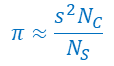 π ≈ s²N_C / N_S